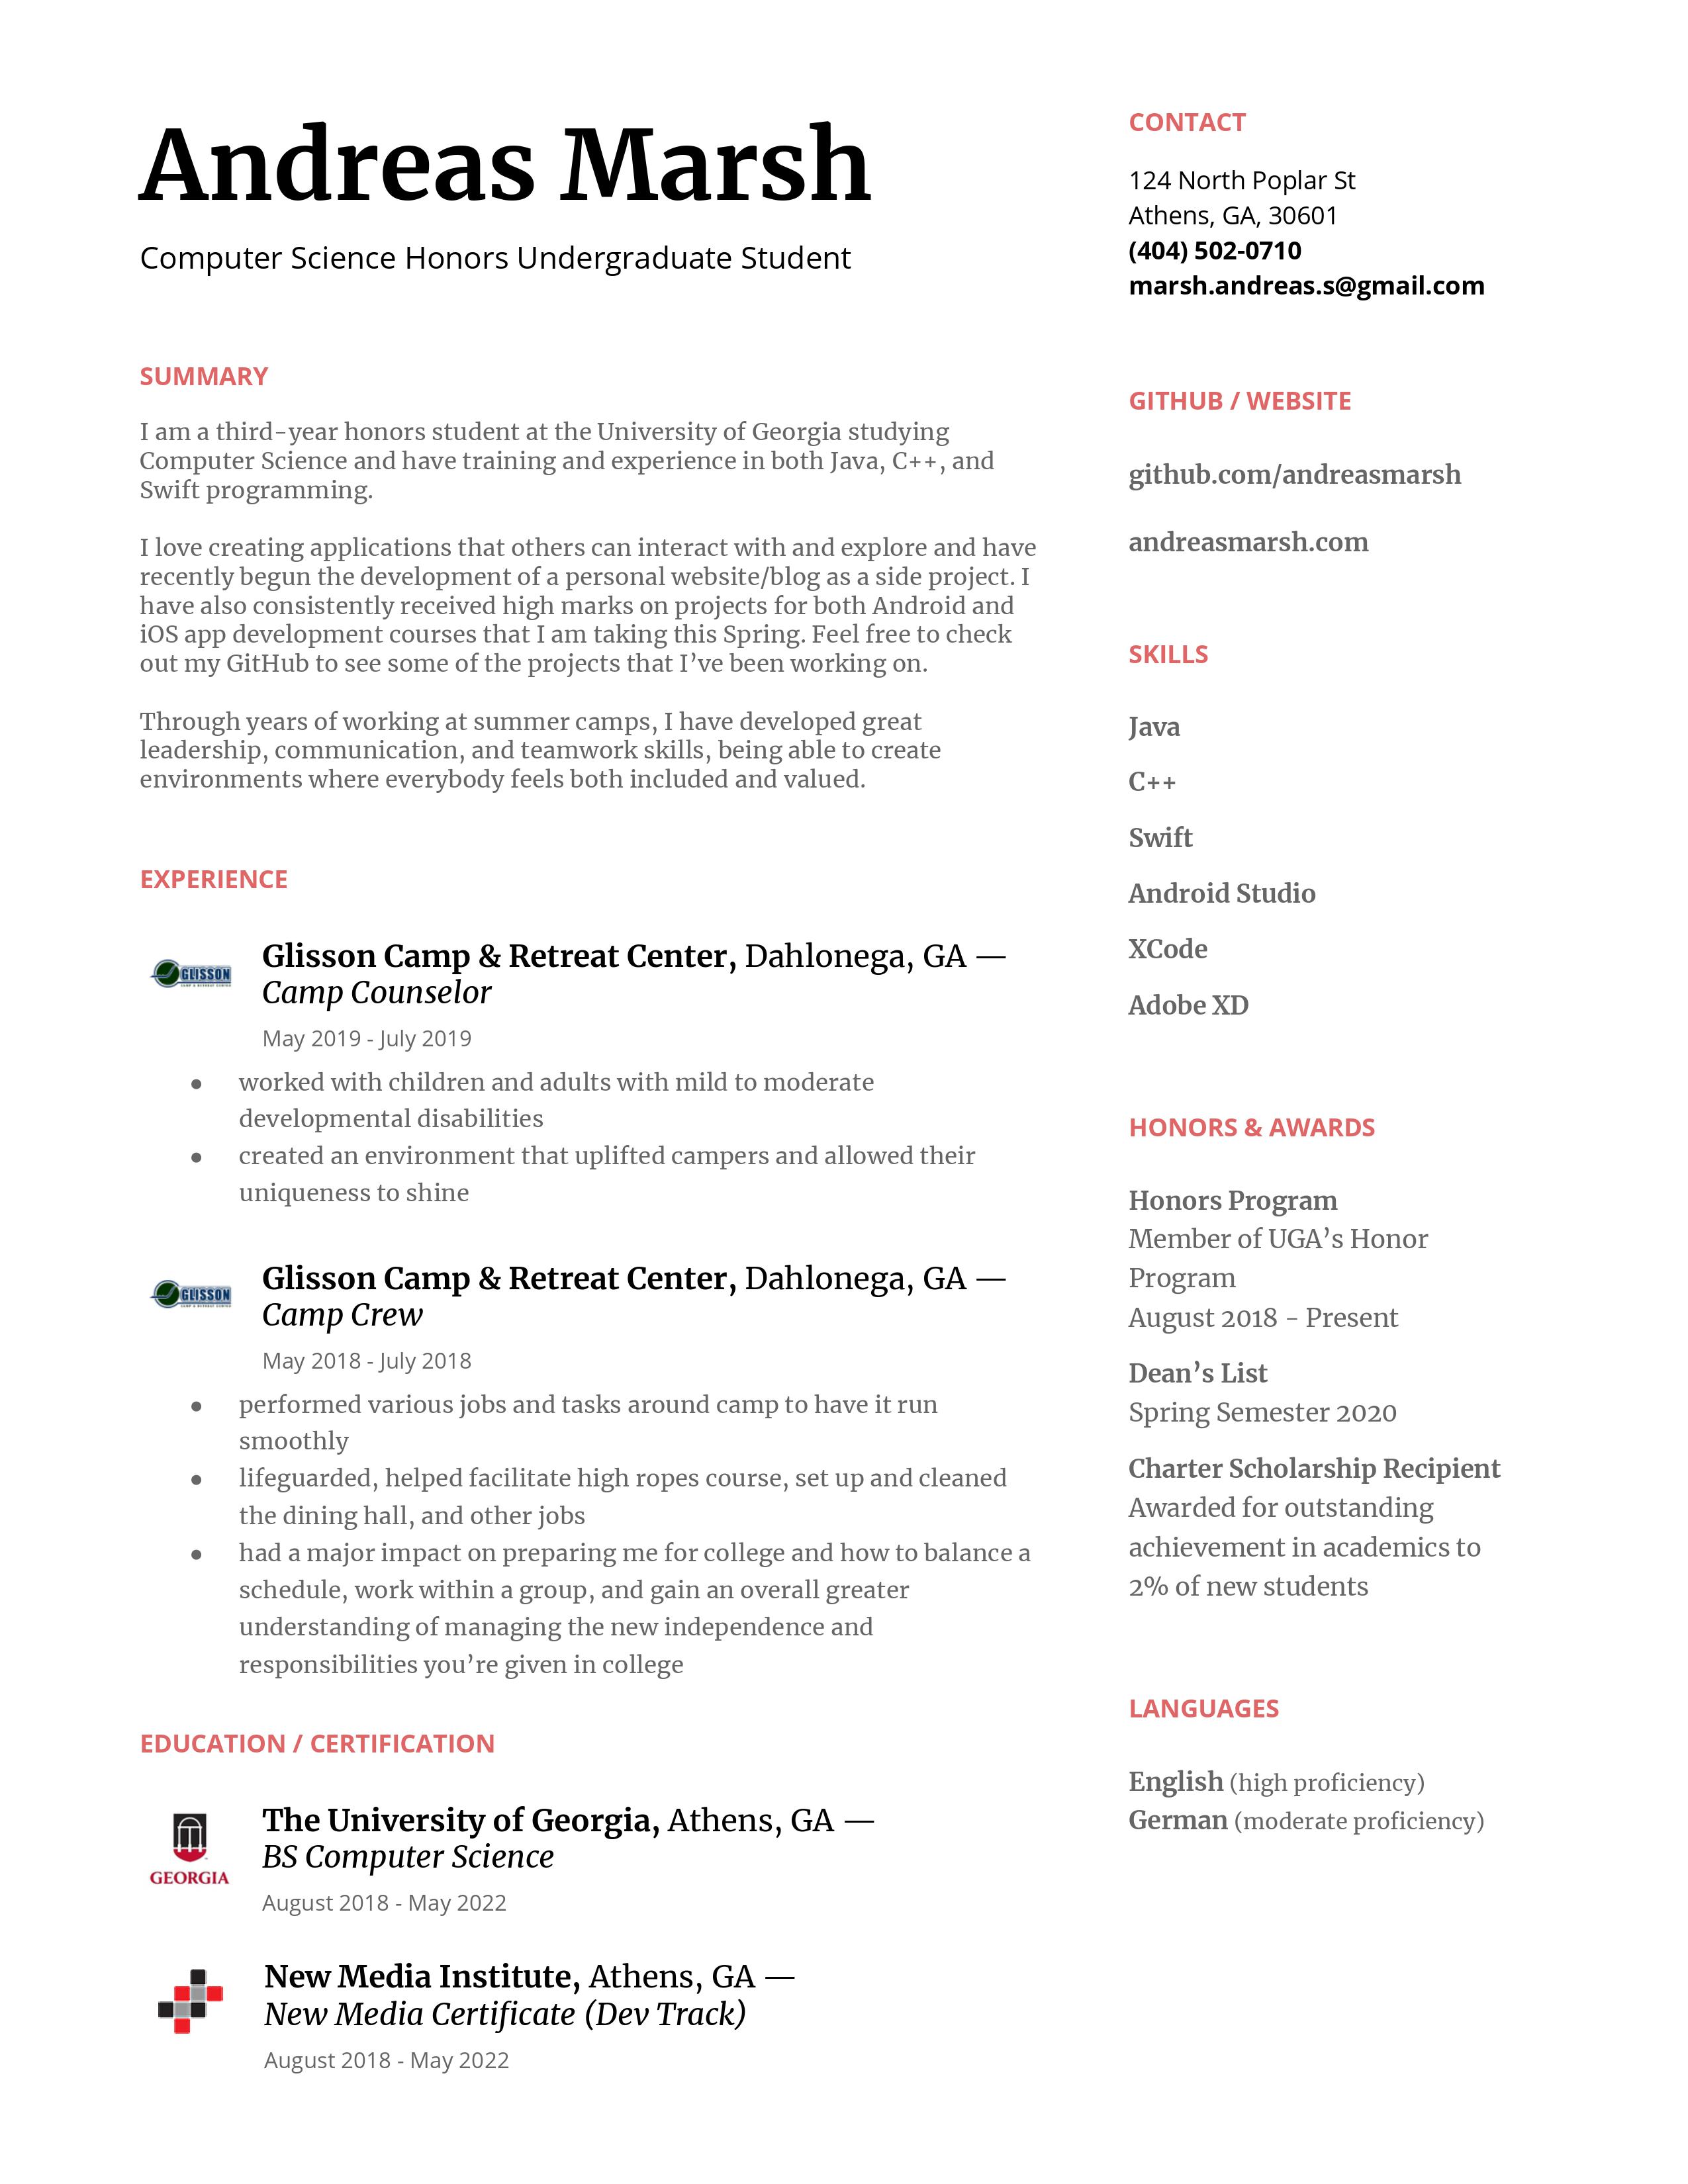 Andreas Marsh
Computer Science Honors Undergraduate Student
SUMMARY
I am a third-year honors student at the University of Georgia studying
Computer Science and have training and experience in both Java, C++, and
Swift programming.
I love creating applications that others can interact with and explore and have
recently begun the development of a personal website/blog as a side project. I
have also consistently received high marks on projects for both Android and
iOS app development courses that I am taking this Spring. Feel free to check
out my GitHub to see some of the projects that I’ve been working on.
Through years of working at summer camps, I have developed great
leadership, communication, and teamwork skills, being able to create
environments where everybody feels both included and valued.
EXPERIENCE
GLISSON
CAMP & RETREAT CENTER
Glisson Camp & Retreat Center, Dahlonega, GA —
Camp Counselor
May 2019 - July 2019
● worked with children and adults with mild to moderate
developmental disabilities
● created an environment that uplifted campers and allowed their
uniqueness to shine
GLISSON
CAMP & RETREAT CENTER
Glisson Camp & Retreat Center, Dahlonega, GA —
Camp Crew
May 2018 - July 2018
● performed various jobs and tasks around camp to have it run
smoothly
● lifeguarded, helped facilitate high ropes course, set up and cleaned
the dining hall, and other jobs
● had a major impact on preparing me for college and how to balance a
schedule, work within a group, and gain an overall greater
understanding of managing the new independence and
responsibilities you’re given in college
EDUCATION / CERTIFICATION
GEORGIA
The University of Georgia, Athens, GA —
BS Computer Science
August 2018 - May 2022
New Media Institute, Athens, GA —
New Media Certificate (Dev Track)
August 2018 - May 2022
CONTACT
124 North Poplar St
Athens, GA, 30601
(404) 502-0710
marsh.andreas.s@gmail.com
GITHUB / WEBSITE
github.com/andreasmarsh
andreasmarsh.com
SKILLS
Java
C++
Swift
Android Studio
XCode
Adobe XD
HONORS & AWARDS
Honors Program
Member of UGA’s Honor
Program
August 2018 - Present
Dean’s List
Spring Semester 2020
Charter Scholarship Recipient
Awarded for outstanding
achievement in academics to
2% of new students
LANGUAGES
English (high proficiency)
German (moderate proficiency)